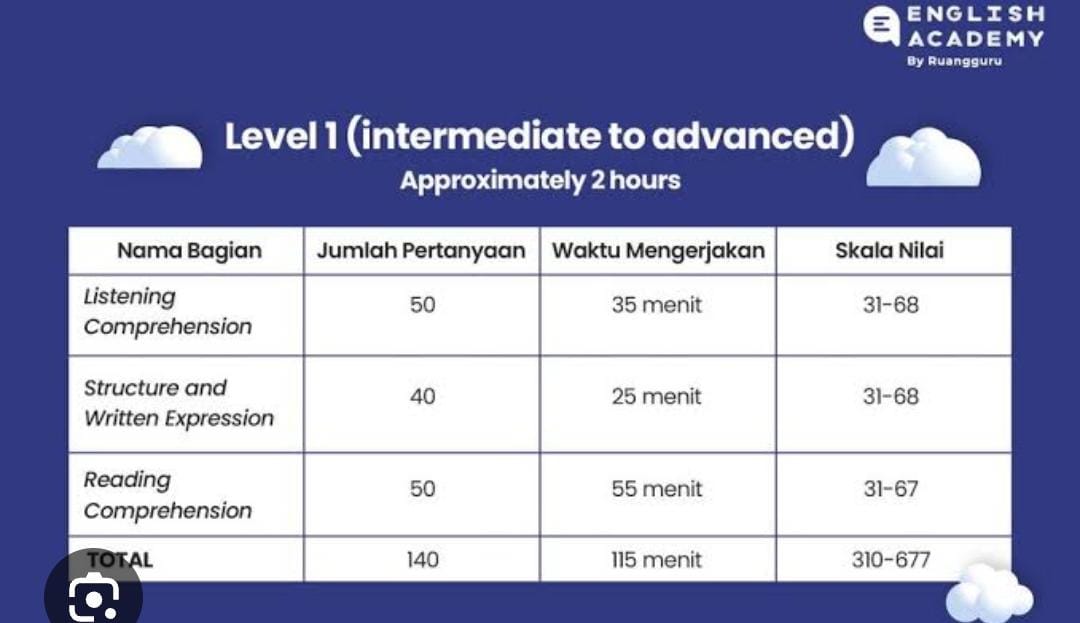 ENGLISH
ACADEMY
By Ruangguru
Level 1 (intermediate to advanced)
Approximately 2 hours
Nama Bagian Jumlah Pertanyaan Waktu Mengerjakan Skala Nilai
Listening
Comprehension
50 35 menit 31-68
Structure and
Written Expression
40 25 menit 31-68
Reading
Comprehension
50 55 menit 31-67
TOTAL 140 115 menit 310-677